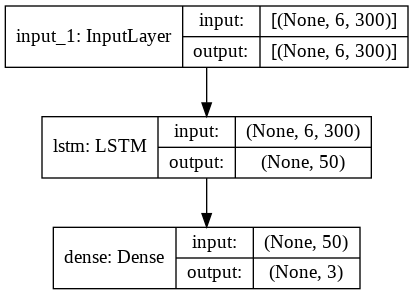 input_1: InputLayer
input: [(None, 6, 300)]
output: [(None, 6, 300)]
lstm: LSTM
input: (None, 6, 300)
output: (None, 50)
dense: Dense
input: (None, 50)
output: (None, 3)